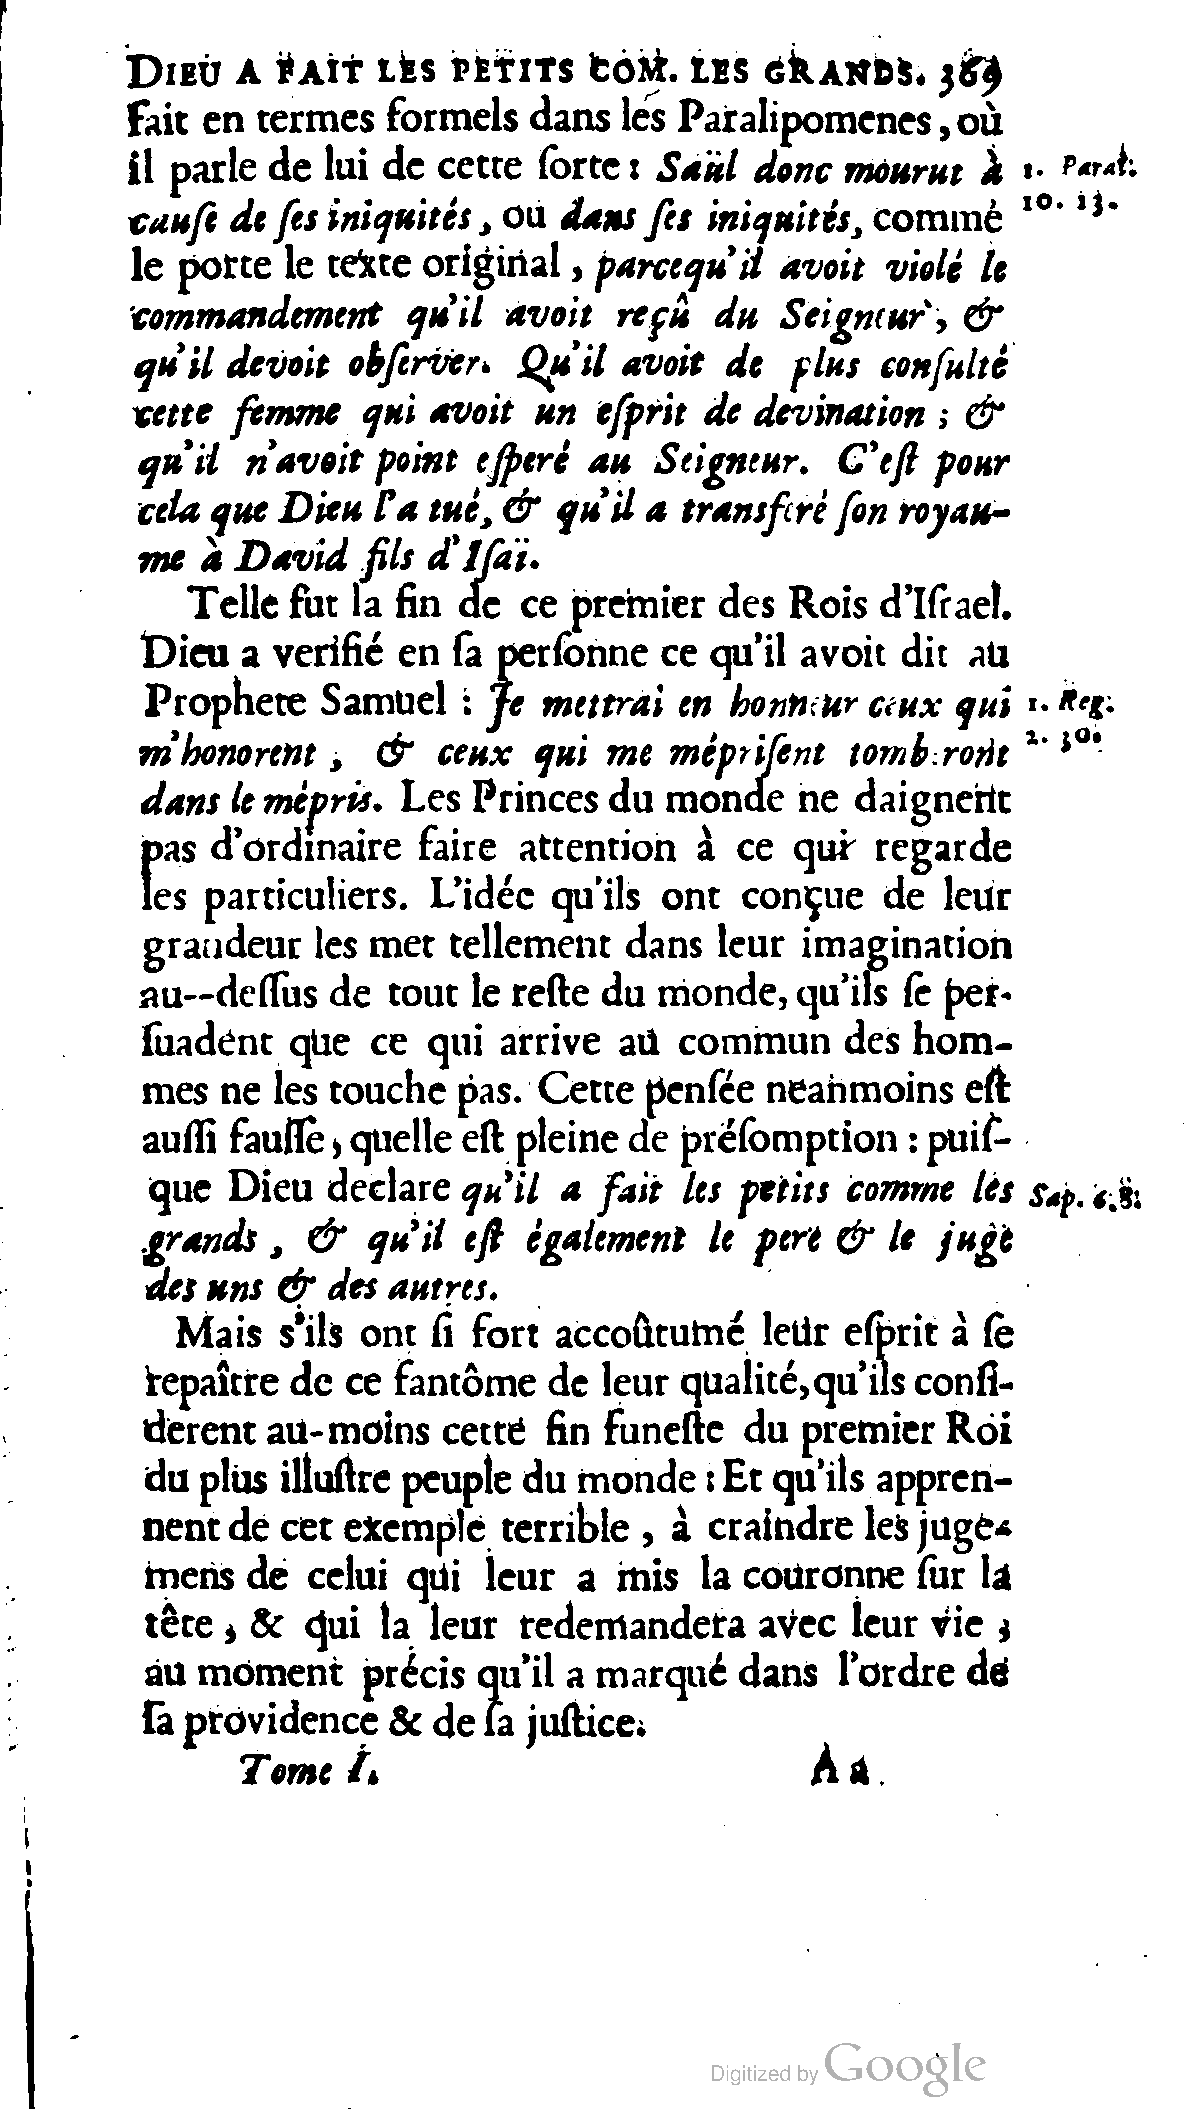 DIEU A FAIT LES PETITS COM. LES GRANDS. 369
fait en termes formels dans les Paralipomenes, où
il parle de lui de cette ſorte : Saül donc mourut à
1. Paral.
cauſe de ſes iniquités, ou dans ſes iniquités, comme
10. 13.
le porte le texte original, parcequ'il avoit violé le
commandement qu'il avoit reçû du Seigneur, &
qu'il devoit obſerver. Qu'il avoit de plus conſulté
cette femme qui avoit un eſprit de devination ; &
qu'il n'avoit point eſperé au Seigneur. C'eſt pour
cela que Dieu l'a tué, & qu'il a transferé ſon royau-
me à David fils d'Iſaï.
Telle fut la fin de ce premier des Rois d'Iſrael.
Dieu a verifié en ſa perſonne ce qu'il avoit dit au
Prophete Samuel : Je mettrai en honneur ceux qui
1. Reg.
m'honorent, & ceux qui me mépriſent tomberont
2. 30.
dans le mépris. Les Princes du monde ne daignent
pas d'ordinaire faire attention à ce qui regarde
les particuliers. L'idée qu'ils ont conçue de leur
grandeur les met tellement dans leur imagination
au--deſſus de tout le reſte du monde, qu'ils ſe per-
ſuadent que ce qui arrive au commun des hom-
mes ne les touche pas. Cette penſée neanmoins eſt
auſſi fauſſe, quelle eſt pleine de préſomption : puiſ-
que Dieu declare qu'il a fait les petits comme les
Sap. 6. 8.
grands, & qu'il eſt également le pere & le juge
des uns & des autres.
Mais s'ils ont ſi fort accoûtumé leur eſprit à ſe
repaître de ce fantôme de leur qualité, qu'ils conſi-
derent au-moins cette fin funeſte du premier Roi
du plus illuſtre peuple du monde : Et qu'ils appren-
nent de cet exemple terrible, à craindre les juge-
mens de celui qui leur a mis la couronne ſur la
tête, & qui la leur redemandera avec leur vie,
au moment précis qu'il a marqué dans l'ordre de
ſa providence & de ſa juſtice.
Tome I. Aa
Digitized by Google